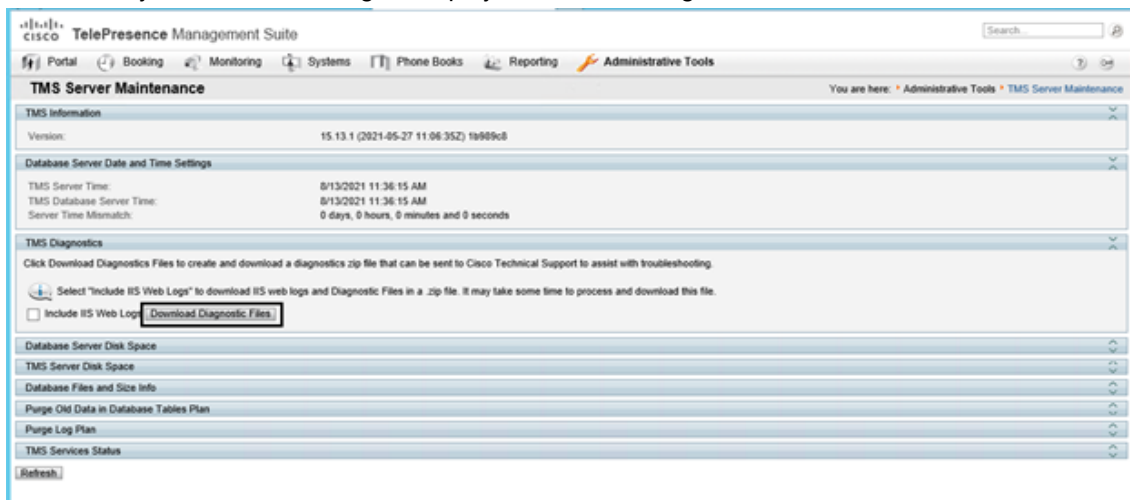 cisco TelePresence Management Suite
Search...
Portal Booking Monitoring Systems Phone Books Reporting Administrative Tools
TMS Server Maintenance You are here: Administrative Tools TMS Server Maintenance
TMS Information
Version: 15.13.1 (2021-05-27 11:06:35Z) 1b989c8
Database Server Date and Time Settings
TMS Server Time: 8/13/2021 11:36:15 AM
TMS Database Server Time: 8/13/2021 11:36:15 AM
Server Time Mismatch: 0 days, 0 hours, 0 minutes and 0 seconds
TMS Diagnostics
Click Download Diagnostics Files to create and download a diagnostics zip file that can be sent to Cisco Technical Support to assist with troubleshooting.
Select "Include IIS Web Logs" to download IIS web logs and Diagnostic Files in a .zip file. It may take some time to process and download this file.
Include IIS Web Logs Download Diagnostic Files
Database Server Disk Space
TMS Server Disk Space
Database Files and Size Info
Purge Old Data in Database Tables Plan
Purge Log Plan
TMS Services Status
Refresh